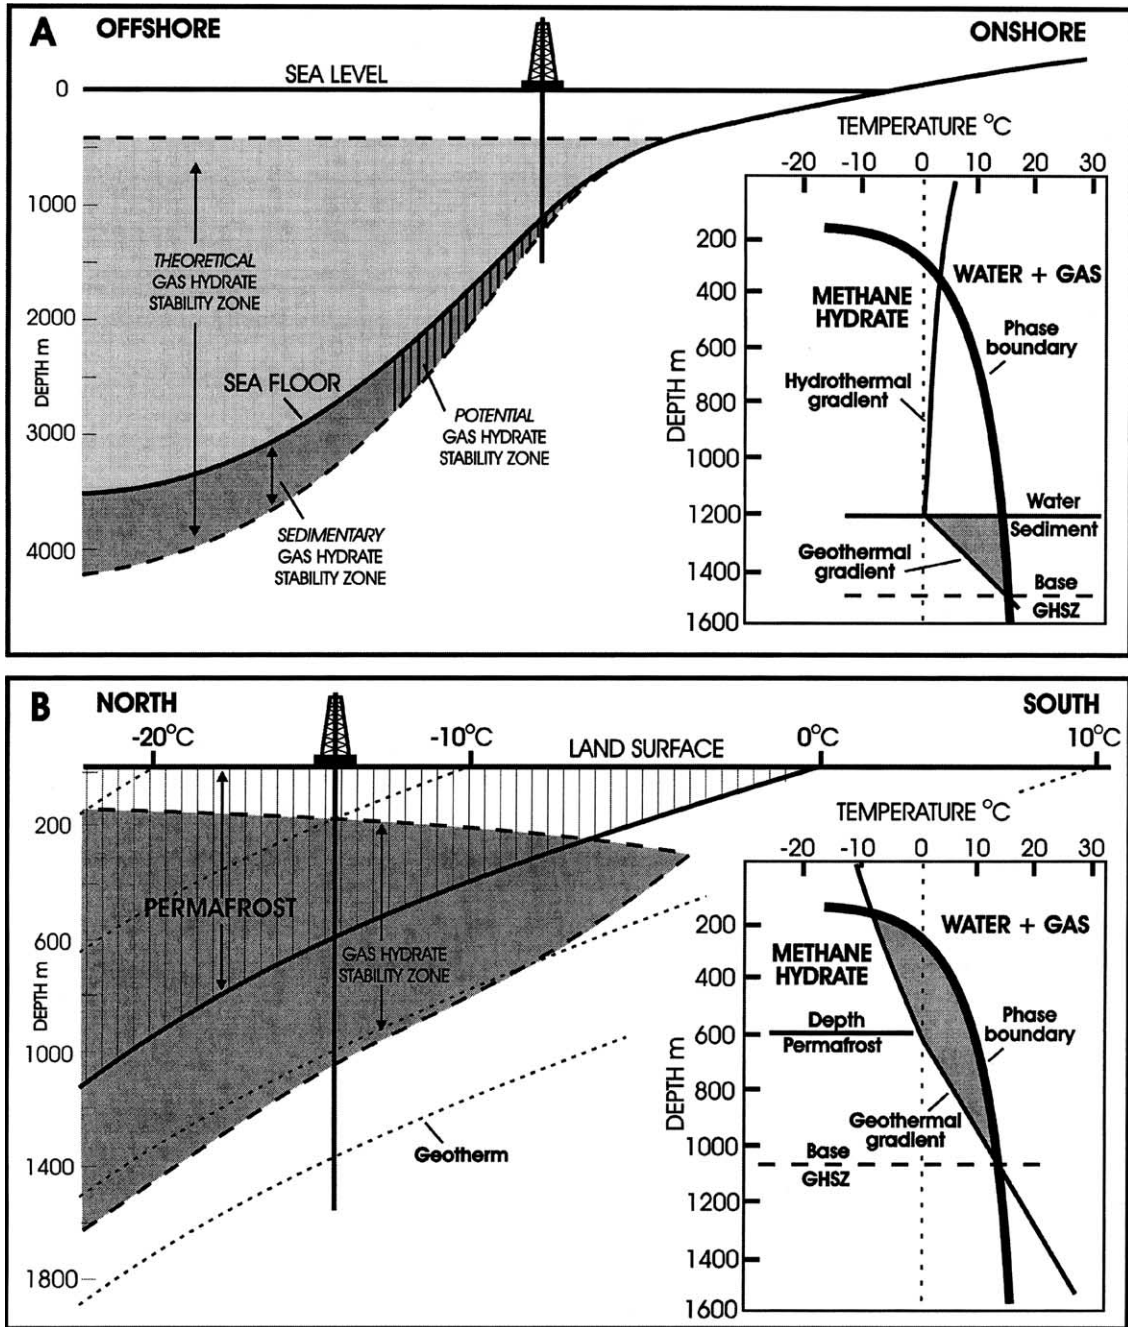 A OFFSHORE ONSHORE
SEA LEVEL
0
1000
2000
3000
4000
DEPTH m
THEORETICAL
GAS HYDRATE
STABILITY ZONE
SEA FLOOR
POTENTIAL
GAS HYDRATE
STABILITY ZONE
SEDIMENTARY
GAS HYDRATE
STABILITY ZONE
TEMPERATURE °C
-20 -10 0 10 20 30
200
400
600
800
1000
1200
1400
1600
DEPTH m
WATER + GAS
METHANE
HYDRATE
Phase
boundary
Hydrothermal
gradient
Water
Sediment
Geothermal
gradient
Base
GHSZ
B NORTH SOUTH
-20°C -10°C 0°C 10°C
LAND SURFACE
200
600
1000
1400
1800
DEPTH m
PERMAFROST
GAS HYDRATE
STABILITY ZONE
Geotherm
TEMPERATURE °C
-20 -10 0 10 20 30
200
400
600
800
1000
1200
1400
1600
DEPTH m
WATER + GAS
METHANE
HYDRATE
Depth
Permafrost
Phase
boundary
Geothermal
gradient
Base
GHSZ